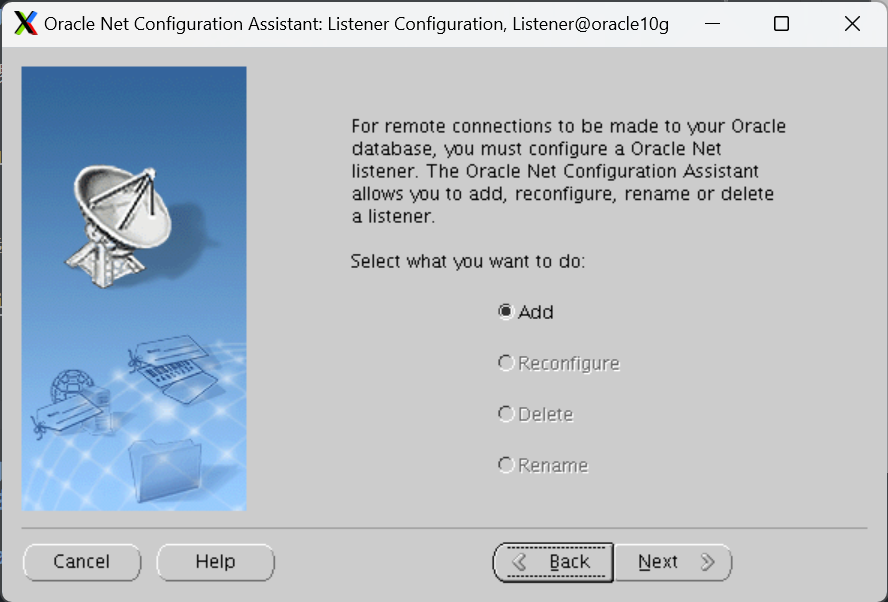 Oracle Net Configuration Assistant: Listener Configuration, Listener@oracle10g
For remote connections to be made to your Oracle
database, you must configure a Oracle Net
listener. The Oracle Net Configuration Assistant
allows you to add, reconfigure, rename or delete
a listener.
Select what you want to do:
Add
Reconfigure
Delete
Rename
Cancel
Help
Back
Next